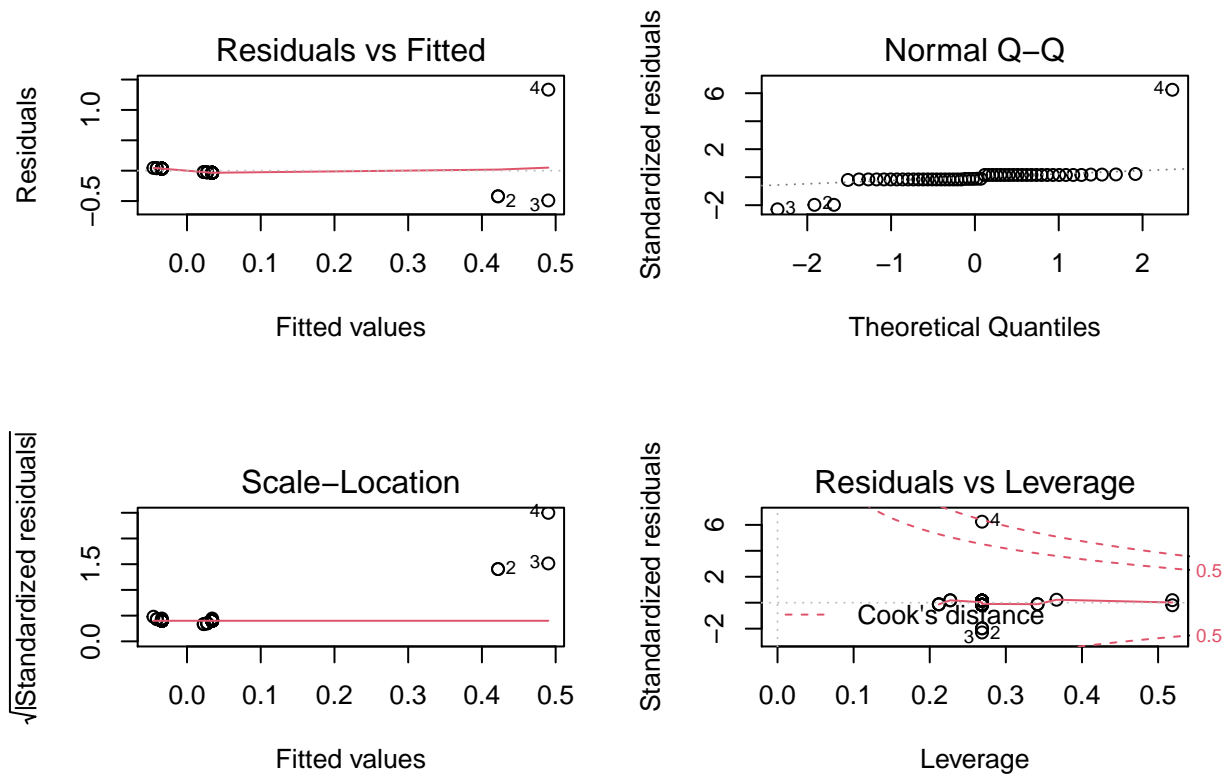 Residuals vs Fitted
Residuals
−0.5 1.0
4
2
3
0.0 0.1 0.2 0.3 0.4 0.5
Fitted values
Normal Q−Q
Standardized residuals
−2 2 6
4
3
2
−2 −1 0 1 2
Theoretical Quantiles
Scale−Location
√|Standardized residuals|
0.0 1.5
4
3
2
0.0 0.1 0.2 0.3 0.4 0.5
Fitted values
Residuals vs Leverage
Standardized residuals
−2 2 6
4
0.5
Cook's distance
3 2
0.5
0.0 0.1 0.2 0.3 0.4 0.5
Leverage